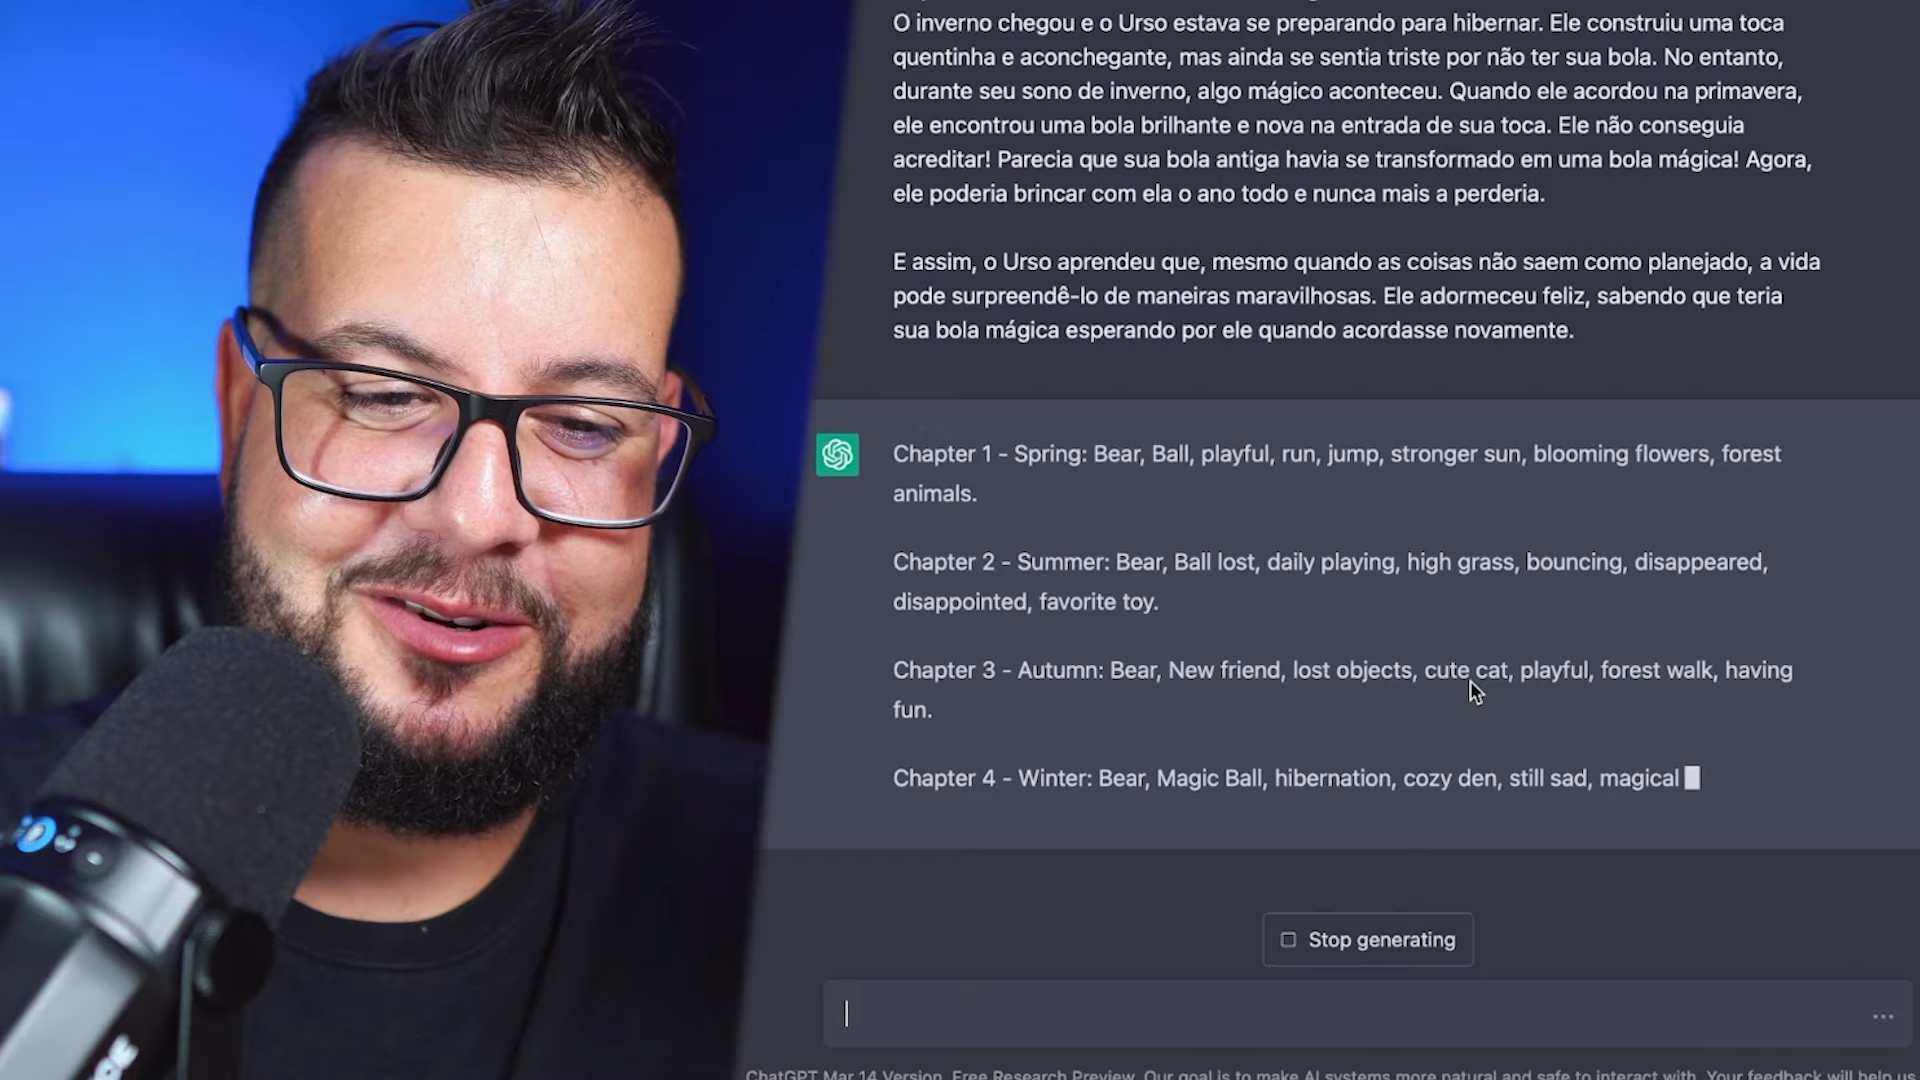 O inverno chegou e o Urso estava se preparando para hibernar. Ele construiu uma toca
quentinha e aconchegante, mas ainda se sentia triste por não ter sua bola. No entanto,
durante seu sono de inverno, algo mágico aconteceu. Quando ele acordou na primavera,
ele encontrou uma bola brilhante e nova na entrada de sua toca. Ele não conseguia
acreditar! Parecia que sua bola antiga havia se transformado em uma bola mágica! Agora,
ele poderia brincar com ela o ano todo e nunca mais a perderia.
E assim, o Urso aprendeu que, mesmo quando as coisas não saem como planejado, a vida
pode surpreendê-lo de maneiras maravilhosas. Ele adormeceu feliz, sabendo que teria
sua bola mágica esperando por ele quando acordasse novamente.
Chapter 1 - Spring: Bear, Ball, playful, run, jump, stronger sun, blooming flowers, forest
animals.
Chapter 2 - Summer: Bear, Ball lost, daily playing, high grass, bouncing, disappeared,
disappointed, favorite toy.
Chapter 3 - Autumn: Bear, New friend, lost objects, cute cat, playful, forest walk, having
fun.
Chapter 4 - Winter: Bear, Magic Ball, hibernation, cozy den, still sad, magical
Stop generating
ChatGPT Mar 14 Version. Free Research Preview. Our goal is to make AI systems more natural and safe to interact with. Your feedback will help us